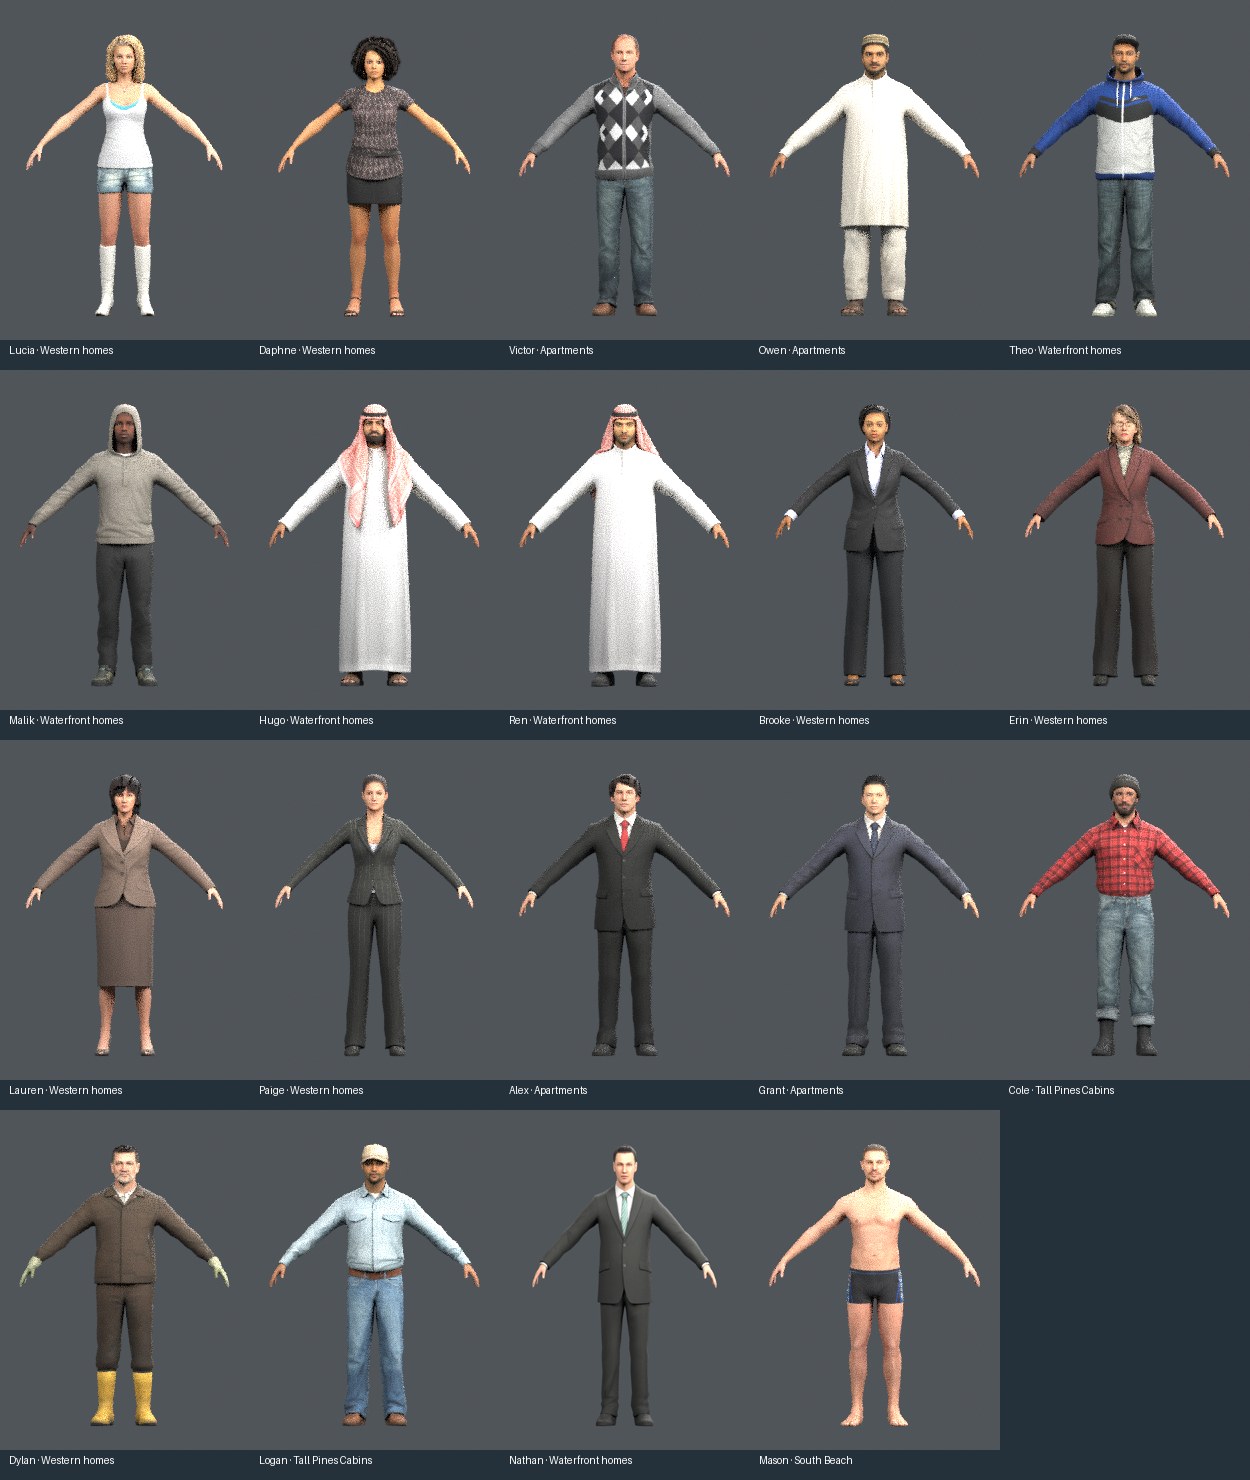 Lucia · Western homes
Daphne · Western homes
Victor · Apartments
Owen · Apartments
Theo · Waterfront homes
Malik · Waterfront homes
Hugo · Waterfront homes
Ren · Waterfront homes
Brooke · Western homes
Erin · Western homes
Lauren · Western homes
Paige · Western homes
Alex · Apartments
Grant · Apartments
Cole · Tall Pines Cabins
Dylan · Western homes
Logan · Tall Pines Cabins
Nathan · Waterfront homes
Mason · South Beach